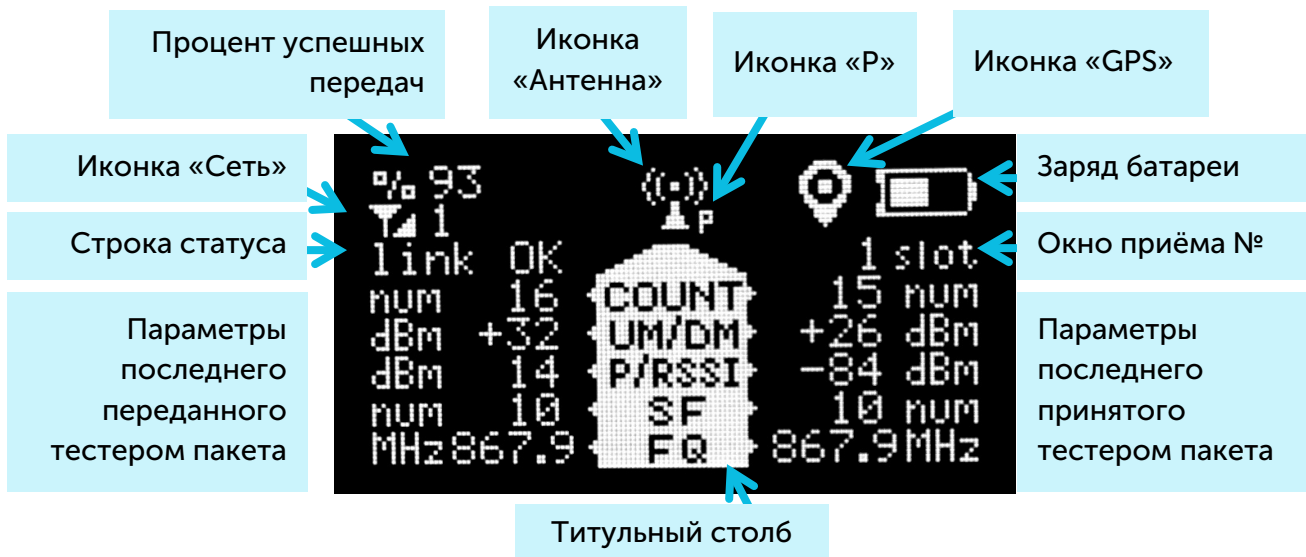 Процент успешных
передач
Иконка
«Антенна»
Иконка «P»
Иконка «GPS»
Иконка «Сеть»
Строка статуса
Параметры
последнего
переданного
тестером пакета
% 93
1
P
link OK 1 slot
num 16 COUNT 15 num
dBm +32 UM/DM +26 dBm
dBm 14 P/RSSI -84 dBm
num 10 SF 10 num
MHz 867.9 FQ 867.9 MHz
Заряд батареи
Окно приёма №
Параметры
последнего
принятого
тестером пакета
Титульный столб